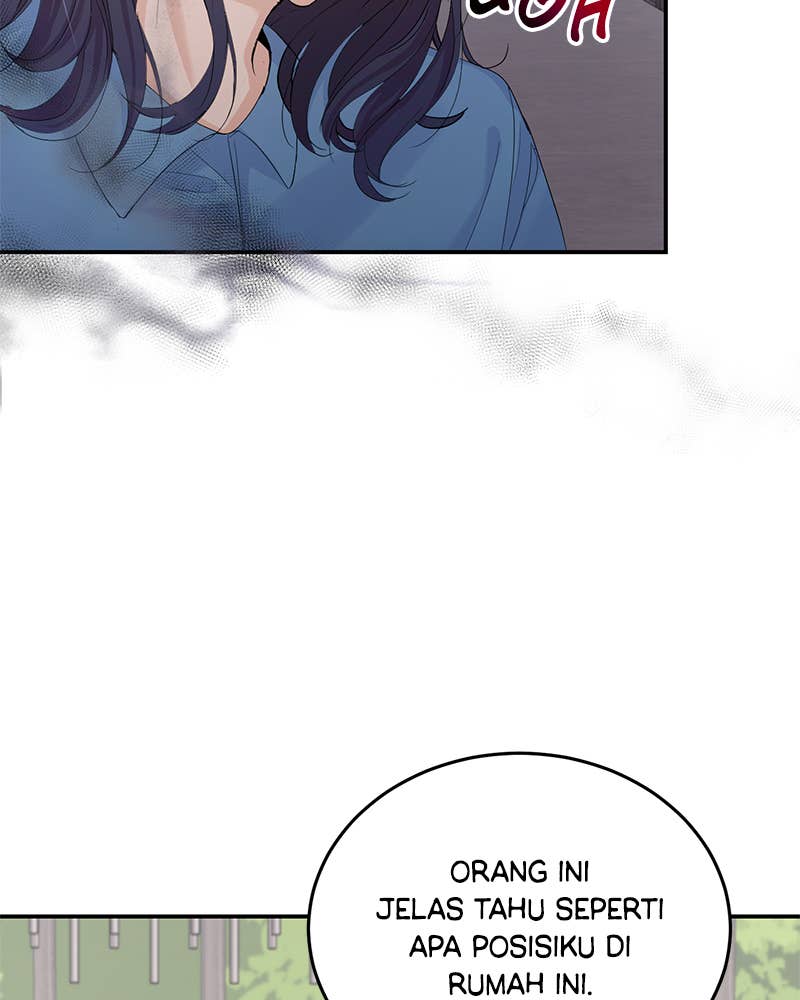 ORANG INI
JELAS TAHU SEPERTI
APA POSISIKU DI
RUMAH INI.